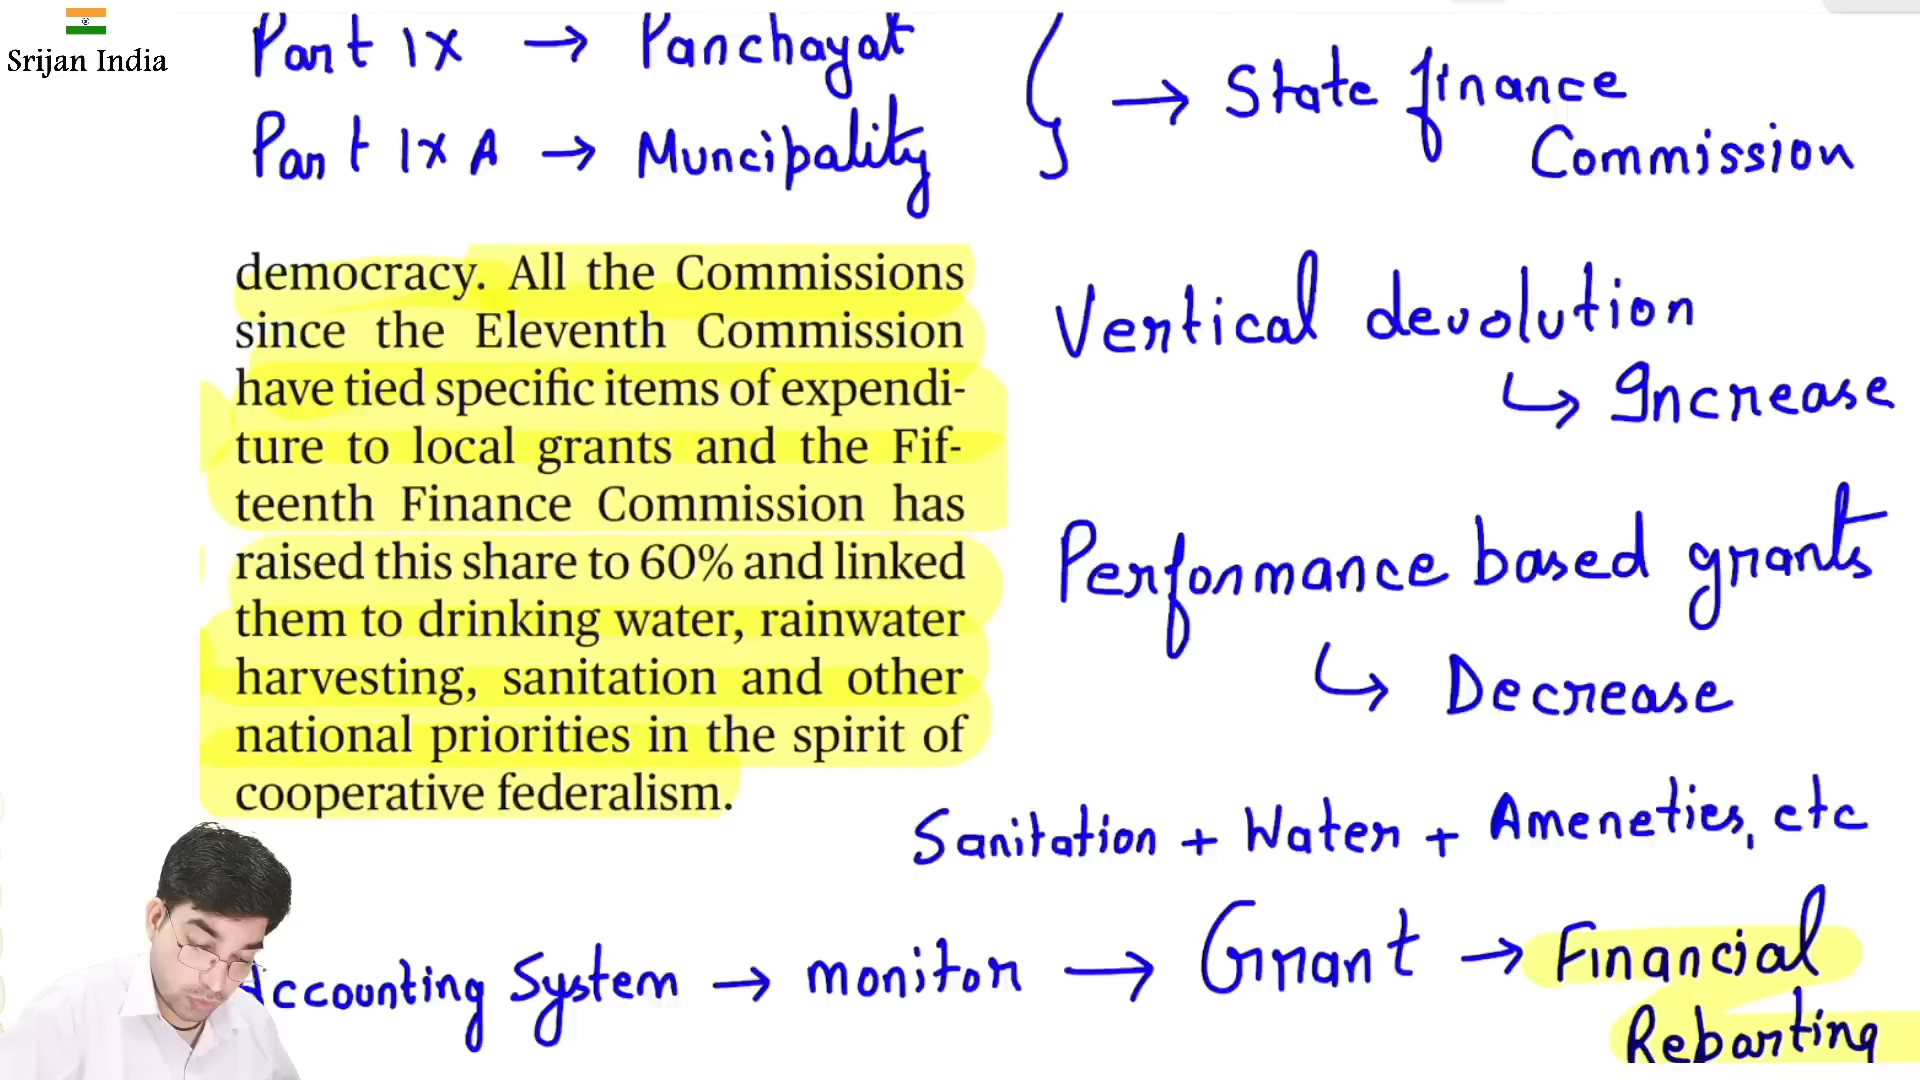 Srijan India
Part IX → Panchayat
Part IX A → Muncipality
→ State finance
Commission
democracy. All the Commissions
since the Eleventh Commission
have tied specific items of expendi-
ture to local grants and the Fif-
teenth Finance Commission has
raised this share to 60% and linked
them to drinking water, rainwater
harvesting, sanitation and other
national priorities in the spirit of
cooperative federalism.
Vertical devolution
↳ Increase
Performance based grants
↳ Decrease
Sanitation + Water + Ameneties, etc
Accounting System → monitor → Grant → Financial
Reporting